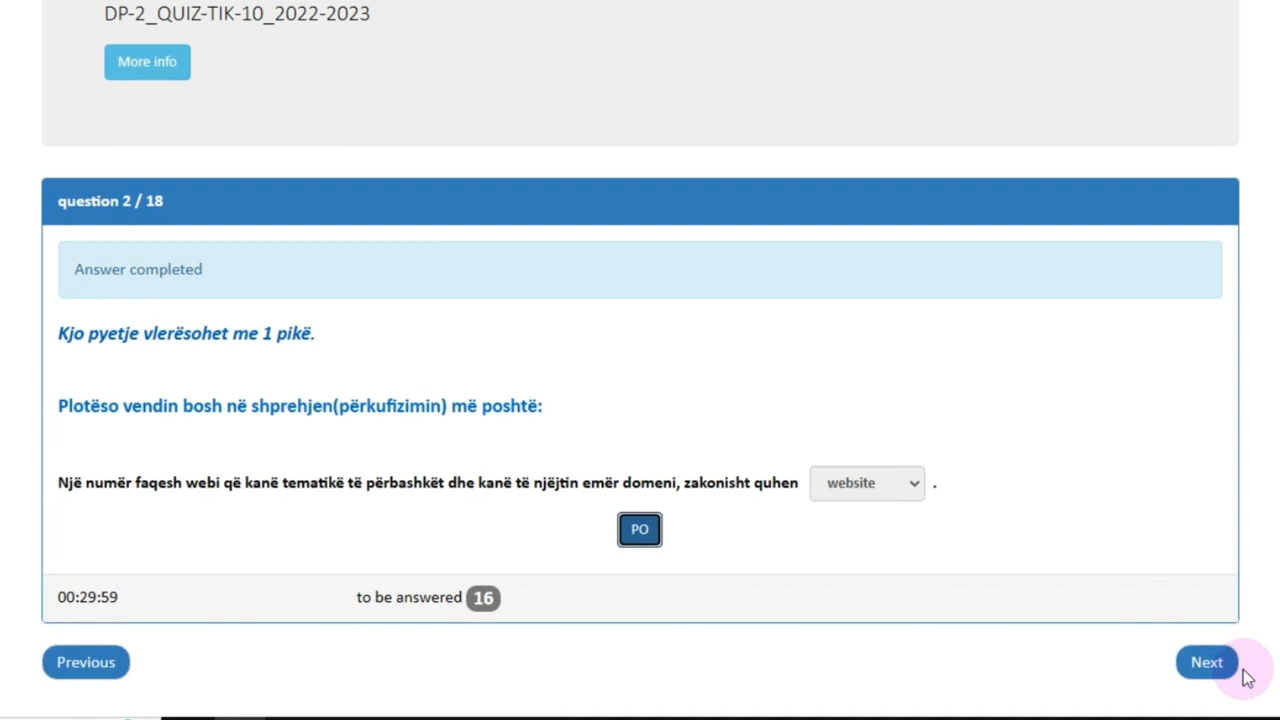 DP-2_QUIZ-TIK-10_2022-2023
More info
question 2 / 18
Answer completed
Kjo pyetje vlerësohet me 1 pikë.
Plotëso vendin bosh në shprehjen(përkufizimin) më poshtë:
Një numër faqesh webi që kanë tematikë të përbashkët dhe kanë të njëjtin emër domeni, zakonisht quhen website .
PO
00:29:59 to be answered 16
Previous Next